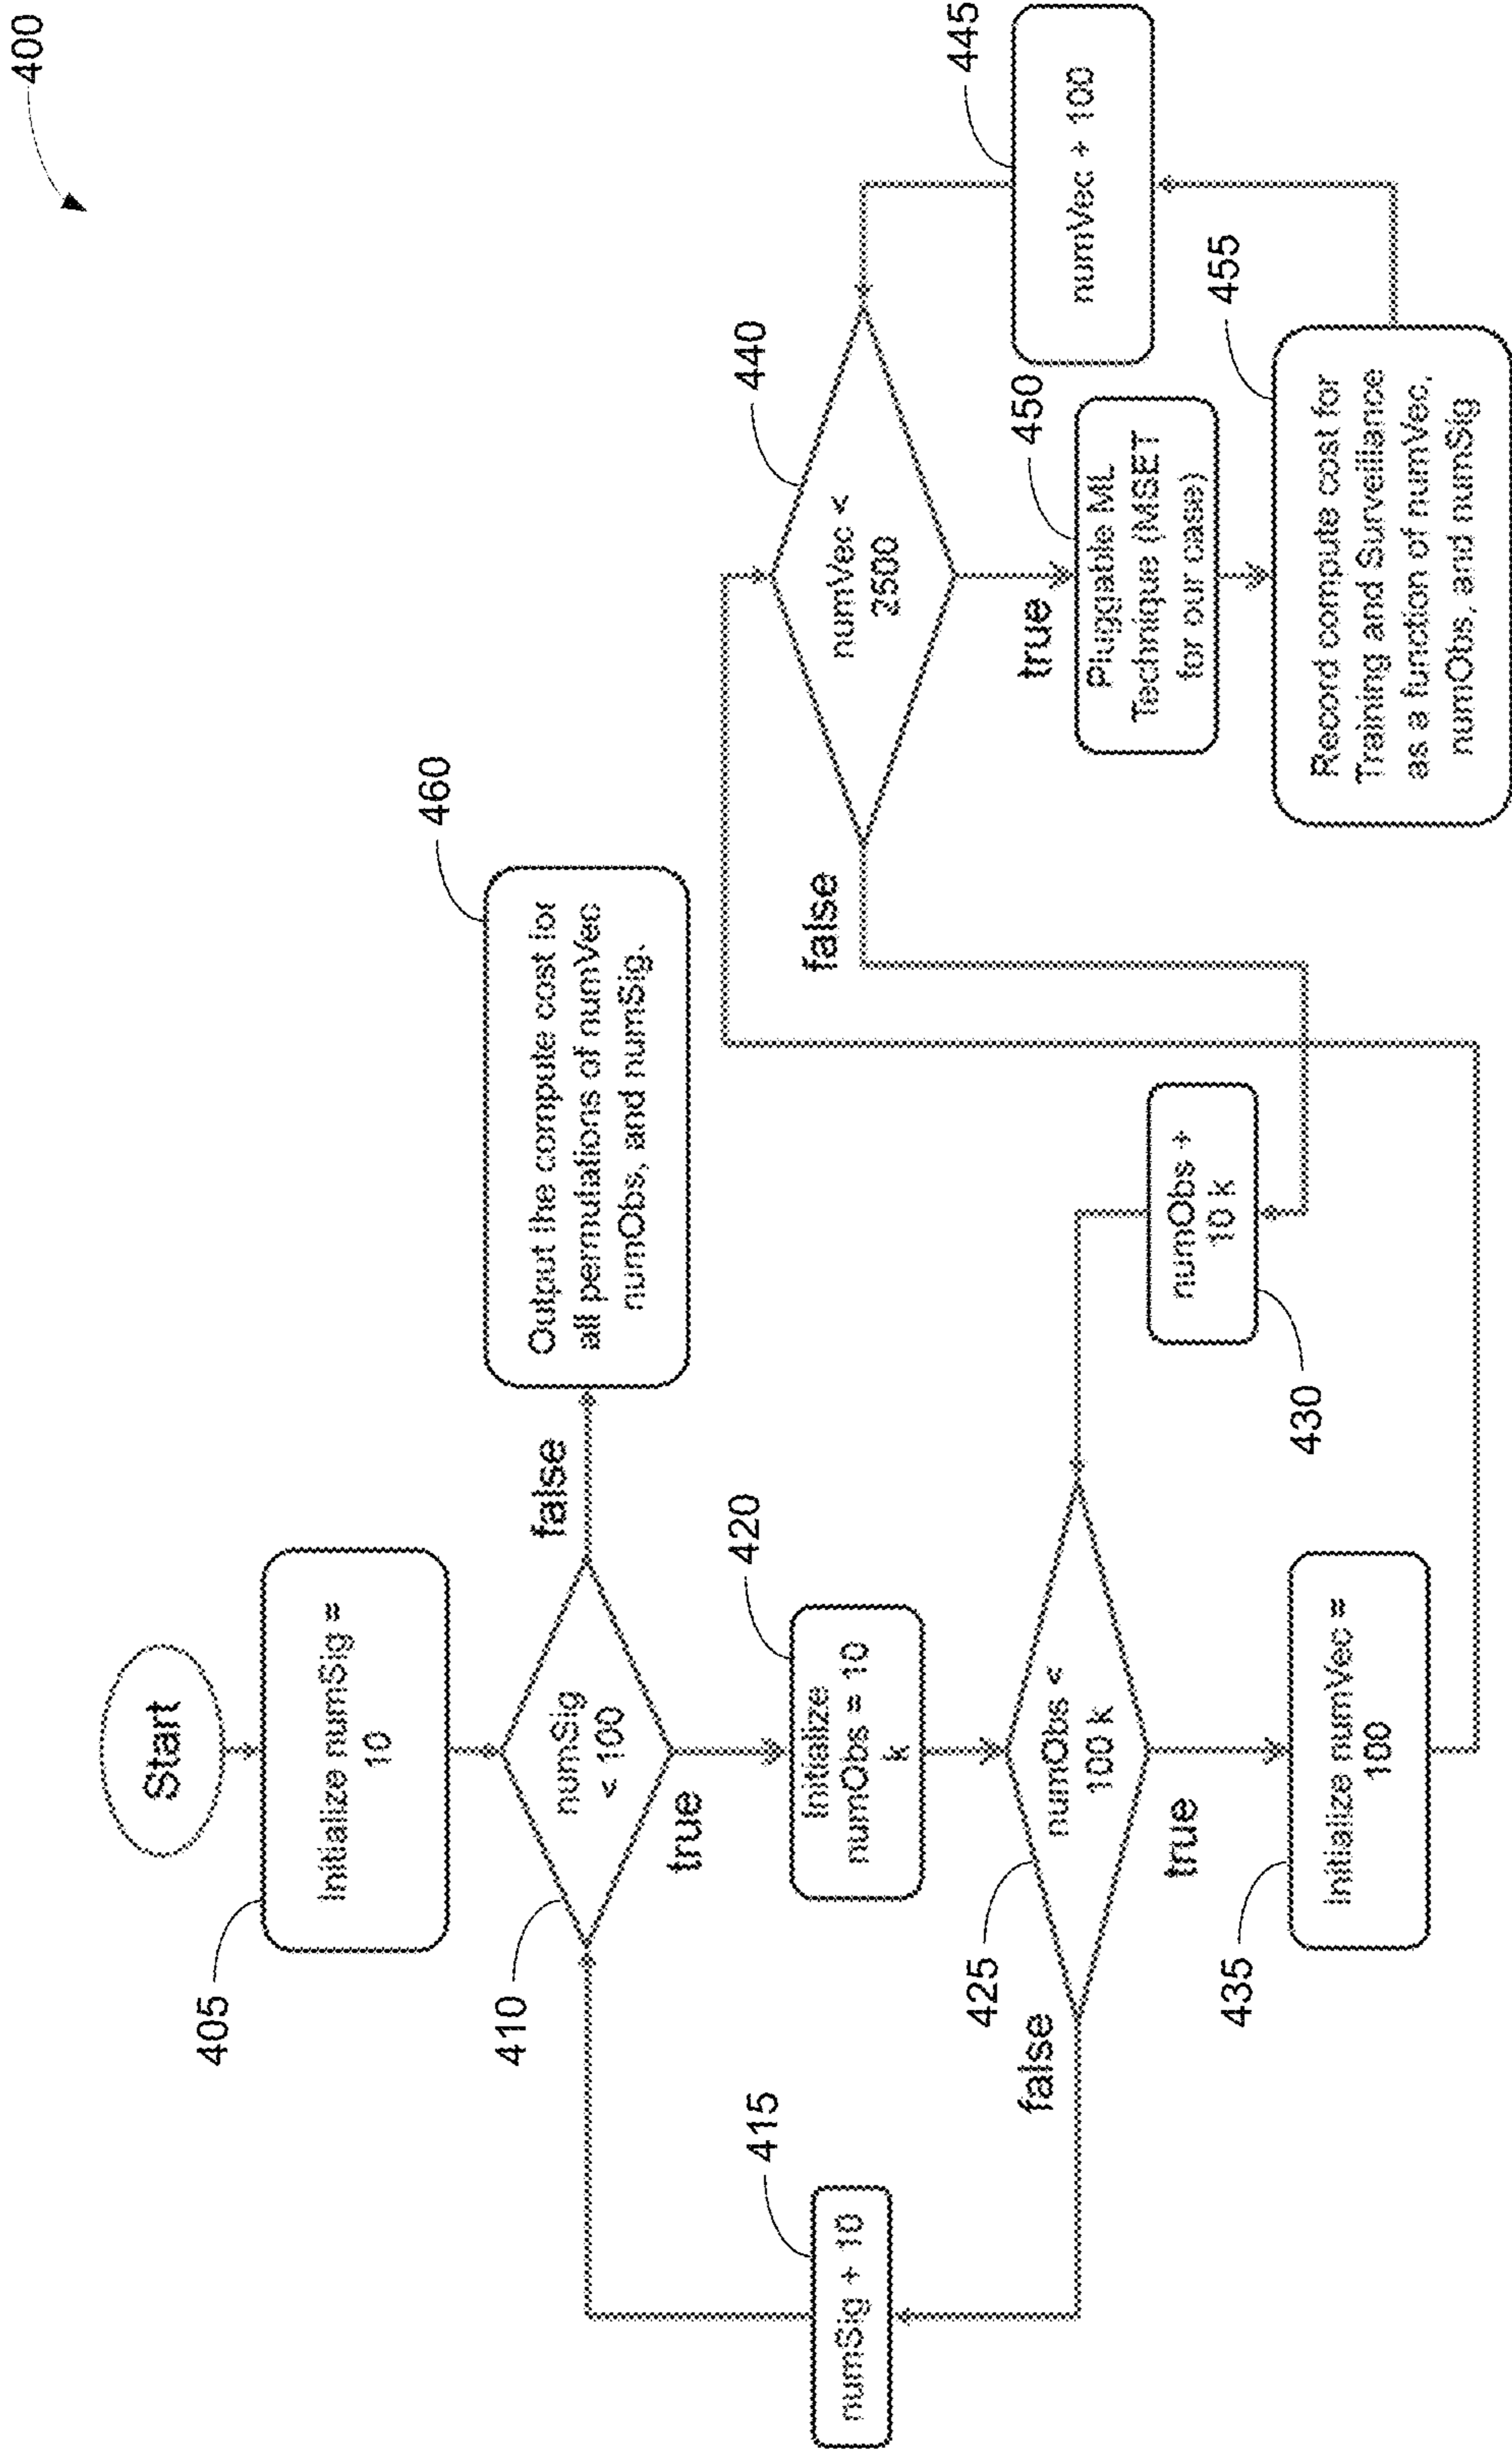 400
Start
405
Initialize numSig =
10
410
numSig
< 100
false
460
Output the compute cost for
all permutations of numVec
numObs, and numSig.
true
415
numSig + 10
420
Initialize
numObs = 10
k
425
numObs <
100 k
false
430
numObs +
10 k
true
435
Initialize numVec =
100
440
numVec <
2500
false
true
445
numVec + 100
450
Pluggable ML
Technique (MSET
for our case)
455
Record compute cost for
Training and Surveillance
as a function of numVec,
numObs, and numSig